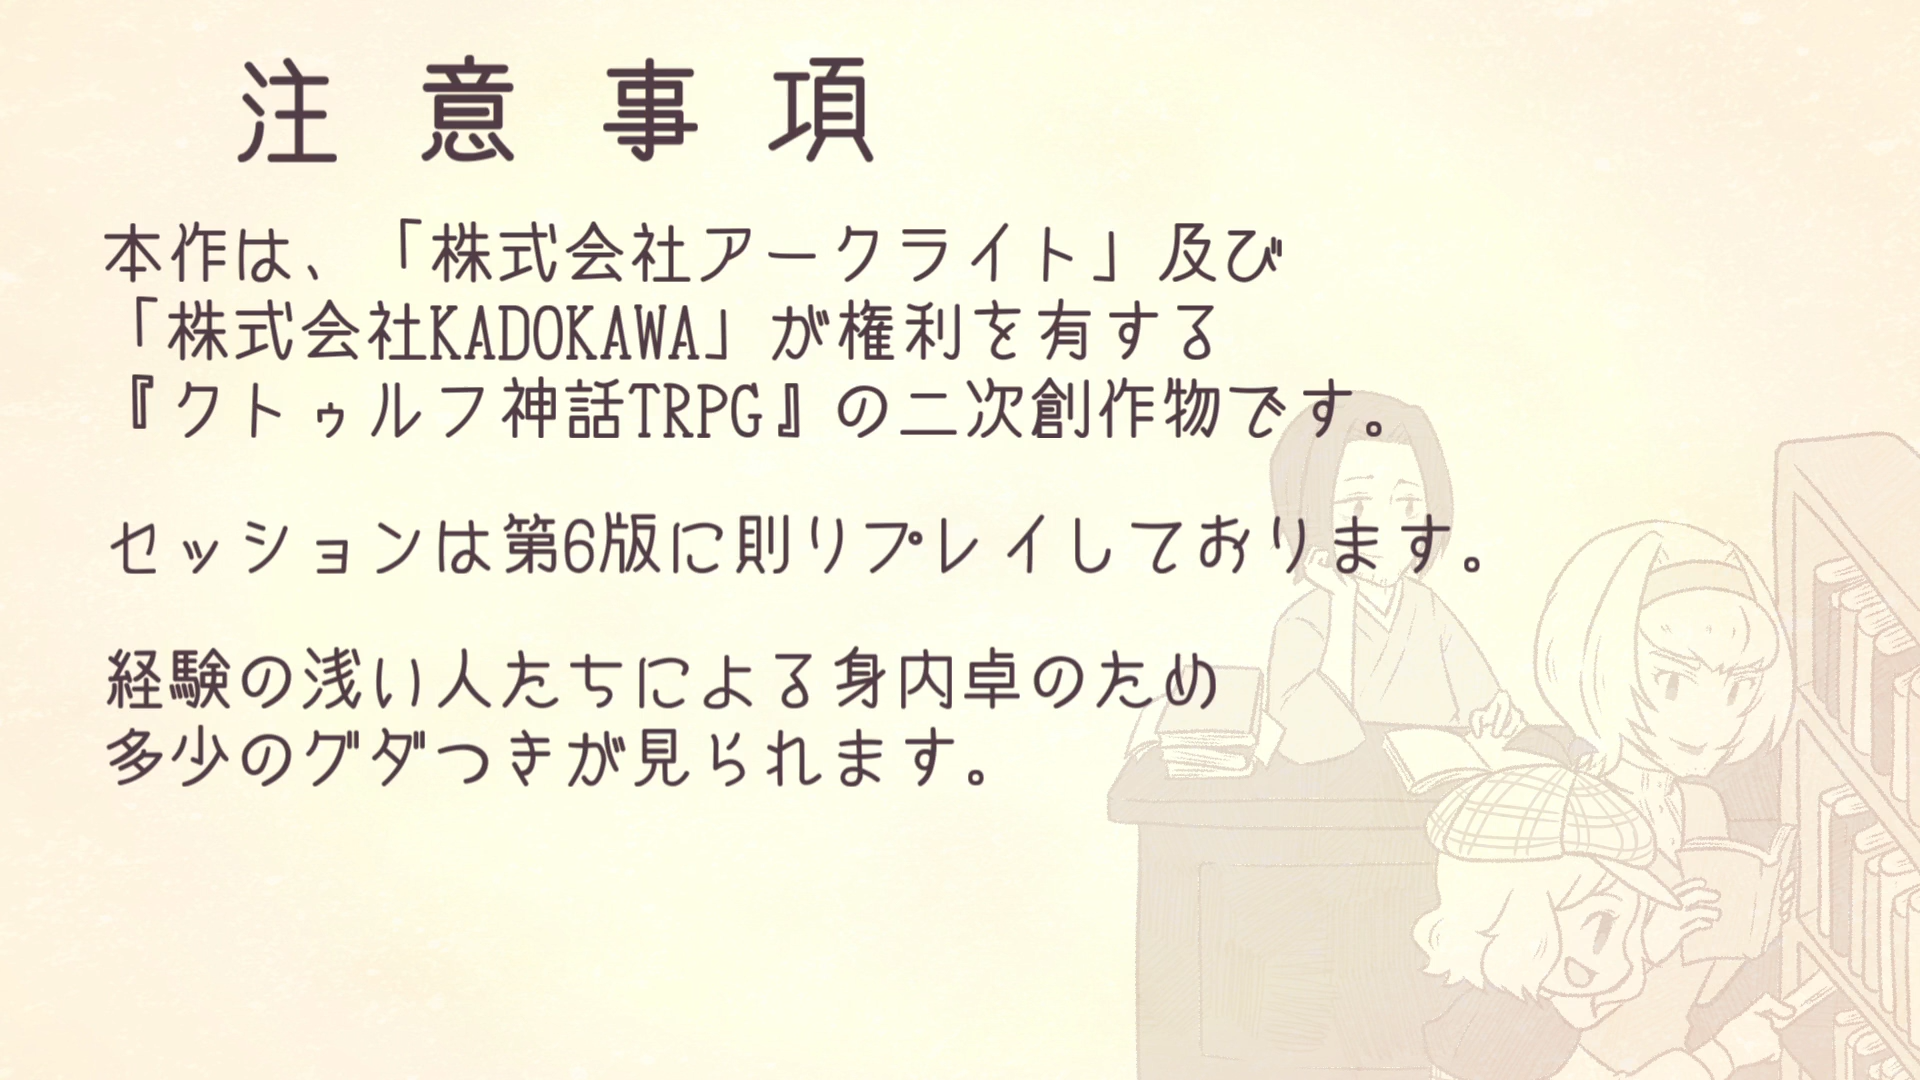 注意事項
本作は、「株式会社アークライト」及び
「株式会社KADOKAWA」が権利を有する
『クトゥルフ神話TRPG』の二次創作物です。
セッションは第6版に則りプレイしております。
経験の浅い人たちによる身内卓のため
多少のグダつきが見られます。